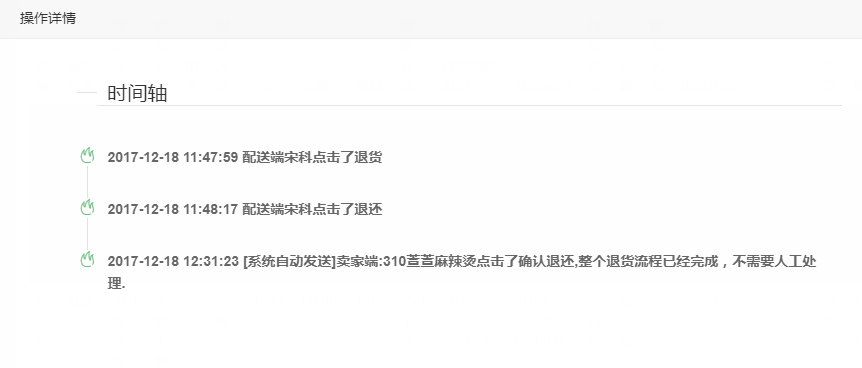 操作详情
时间轴
2017-12-18 11:47:59 配送端宋科点击了退货
2017-12-18 11:48:17 配送端宋科点击了退还
2017-12-18 12:31:23 [系统自动发送]卖家端:310萱萱麻辣烫点击了确认退还,整个退货流程已经完成，不需要人工处
理.